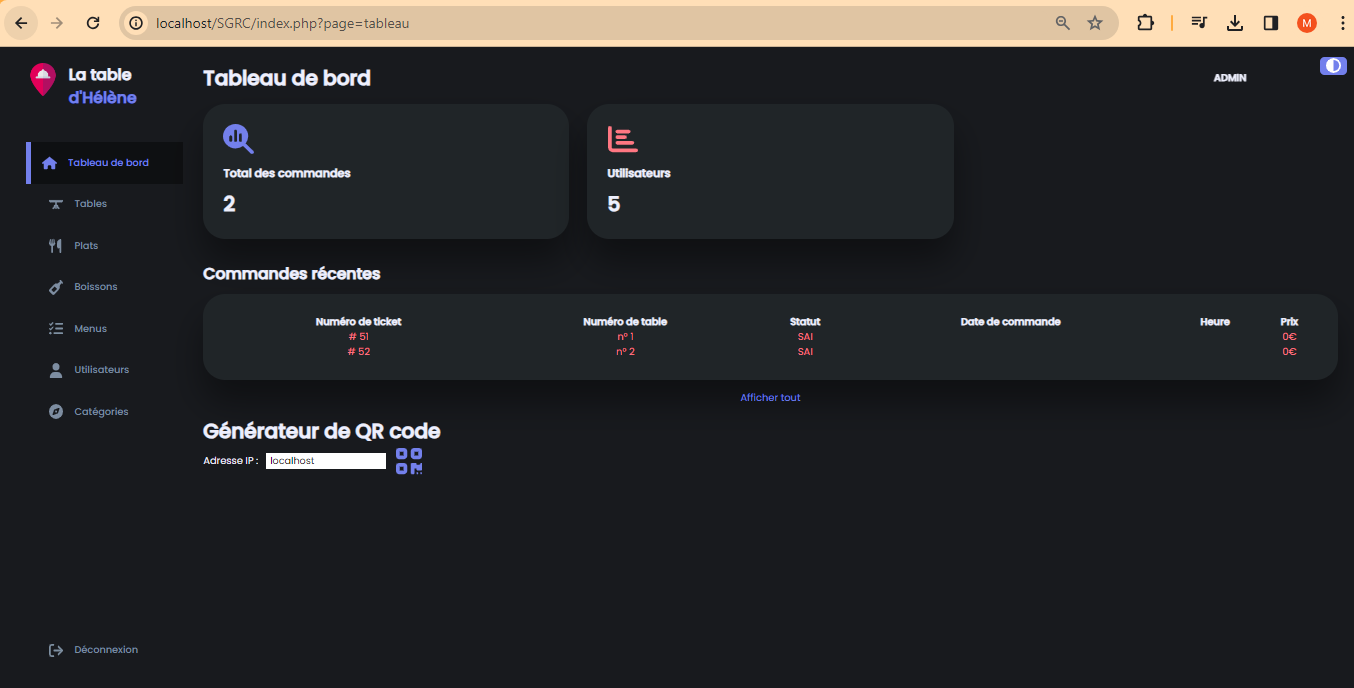 localhost/SGRC/index.php?page=tableau
M
La table
d'Hélène
Tableau de bord
ADMIN
Total des commandes
2
Utilisateurs
5
Tableau de bord
Tables
Plats
Boissons
Menus
Utilisateurs
Catégories
Déconnexion
Commandes récentes
Numéro de ticket Numéro de table Statut Date de commande Heure Prix
# 51 n° 1 SAI 0€
# 52 n° 2 SAI 0€
Afficher tout
Générateur de QR code
Adresse IP : localhost